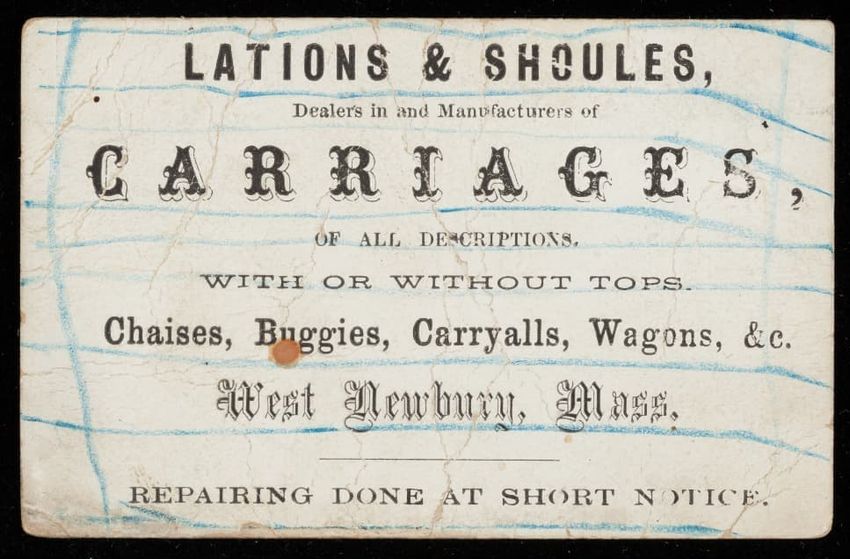 LATIONS & SHOULES,
Dealers in and Manufacturers of
CARRIAGES,
OF ALL DESCRIPTIONS,
WITH OR WITHOUT TOPS.
Chaises, Buggies, Carryalls, Wagons, &c.
West Newbury, Mass.
REPAIRING DONE AT SHORT NOTICE.